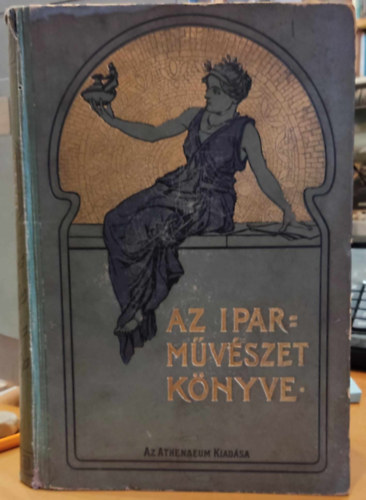 AZ IPAR=
MŰVÉSZET
KÖNYVE·
AZ ATHENAEUM KIADÁSA